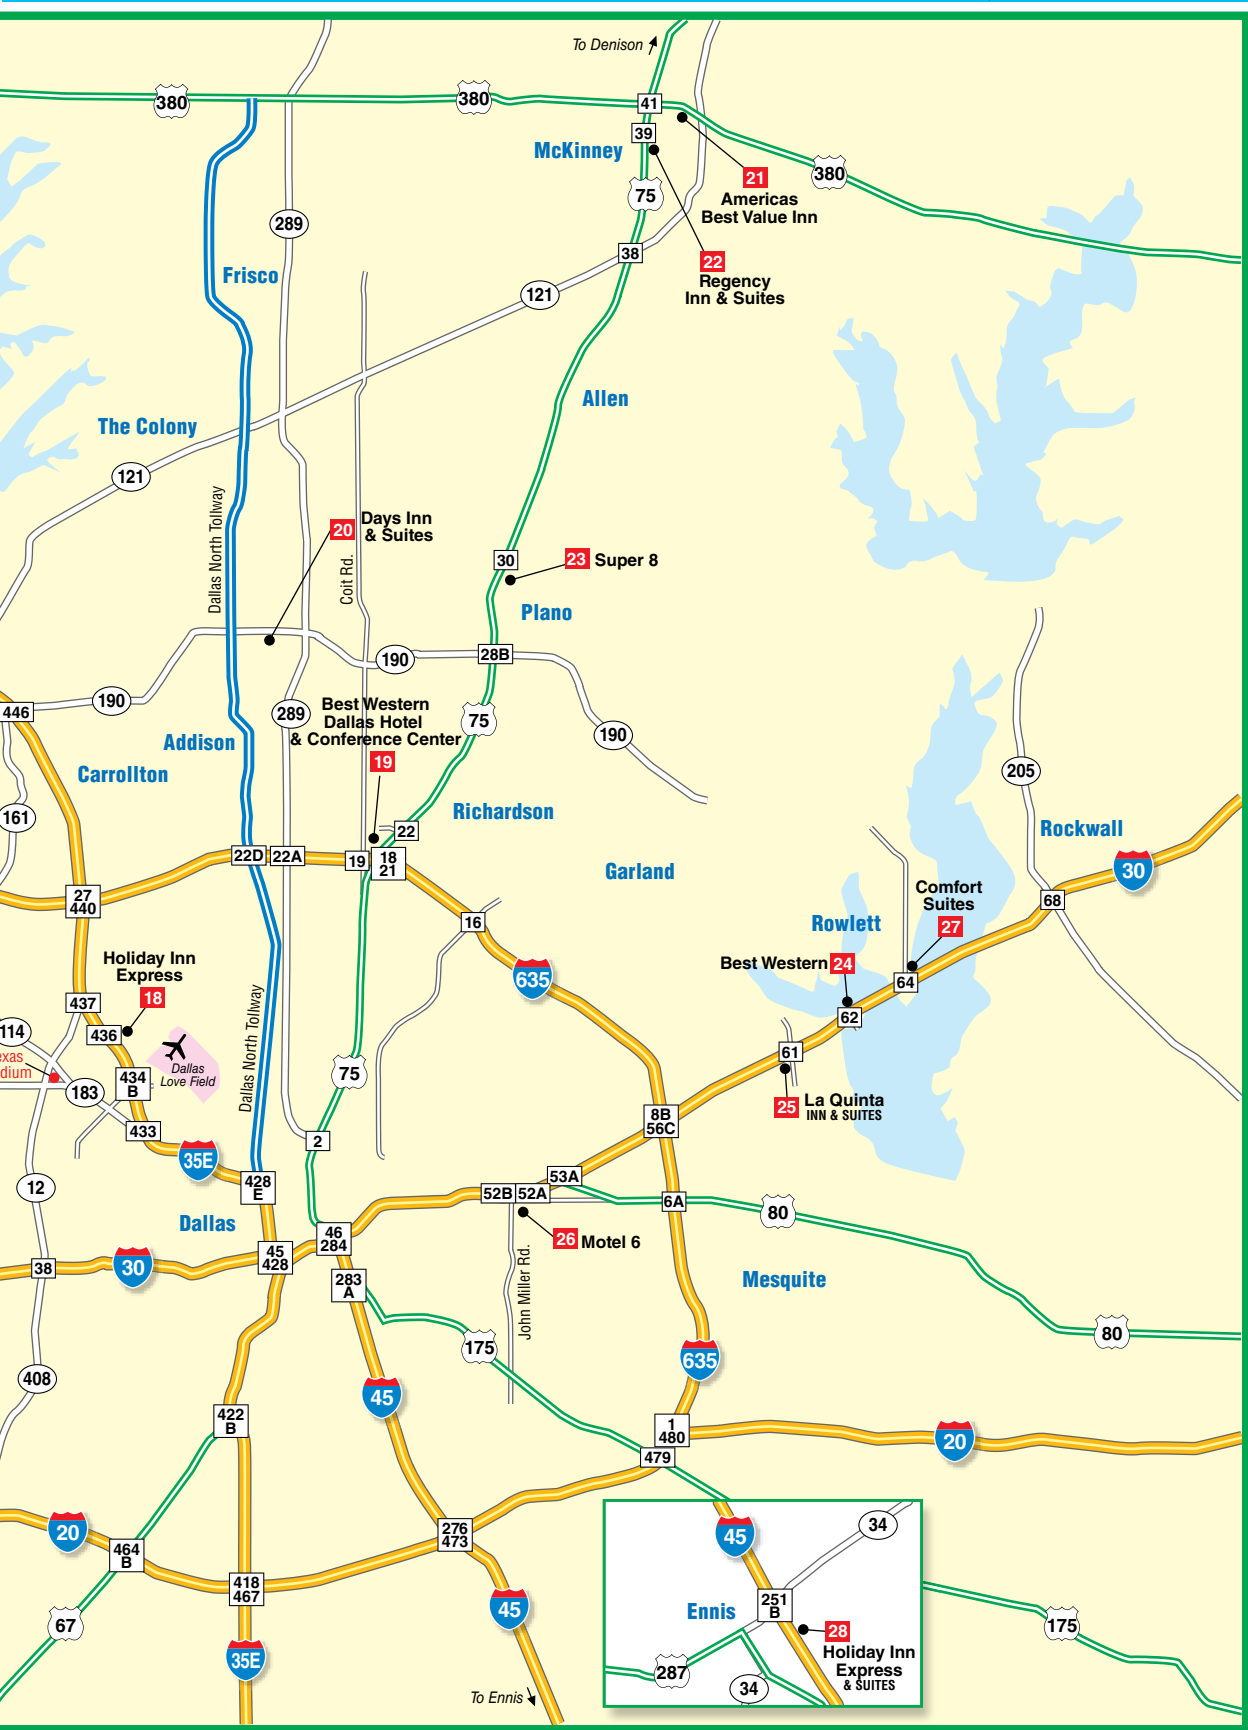 To Denison
380
380
41
39
McKinney
21
380
75
Americas
Best Value Inn
289
38
22
Frisco
Regency
Inn & Suites
121
Allen
The Colony
121
Dallas North Tollway
20
Days Inn
& Suites
Coit Rd.
30
23 Super 8
Plano
190
28B
190
446
289
Best Western
Dallas Hotel
& Conference Center
75
190
Addison
19
205
Carrollton
161
Richardson
22
Rockwall
22D
22A
19
18
21
Garland
30
27
440
Comfort
Suites
68
16
Rowlett
27
Holiday Inn
Express
Best Western 24
635
64
18
437
62
114
436
61
exas
dium
Dallas
Love Field
Dallas North Tollway
75
434
B
183
25 La Quinta
INN & SUITES
8B
56C
433
2
35E
53A
12
428
E
52B
52A
6A
80
Dallas
46
284
26 Motel 6
45
428
38
30
283
A
John Miller Rd.
Mesquite
80
175
635
408
45
422
B
1
480
20
479
20
276
473
45
34
464
B
418
467
251
B
Ennis
45
67
28
175
Holiday Inn
Express
& SUITES
35E
287
34
To Ennis